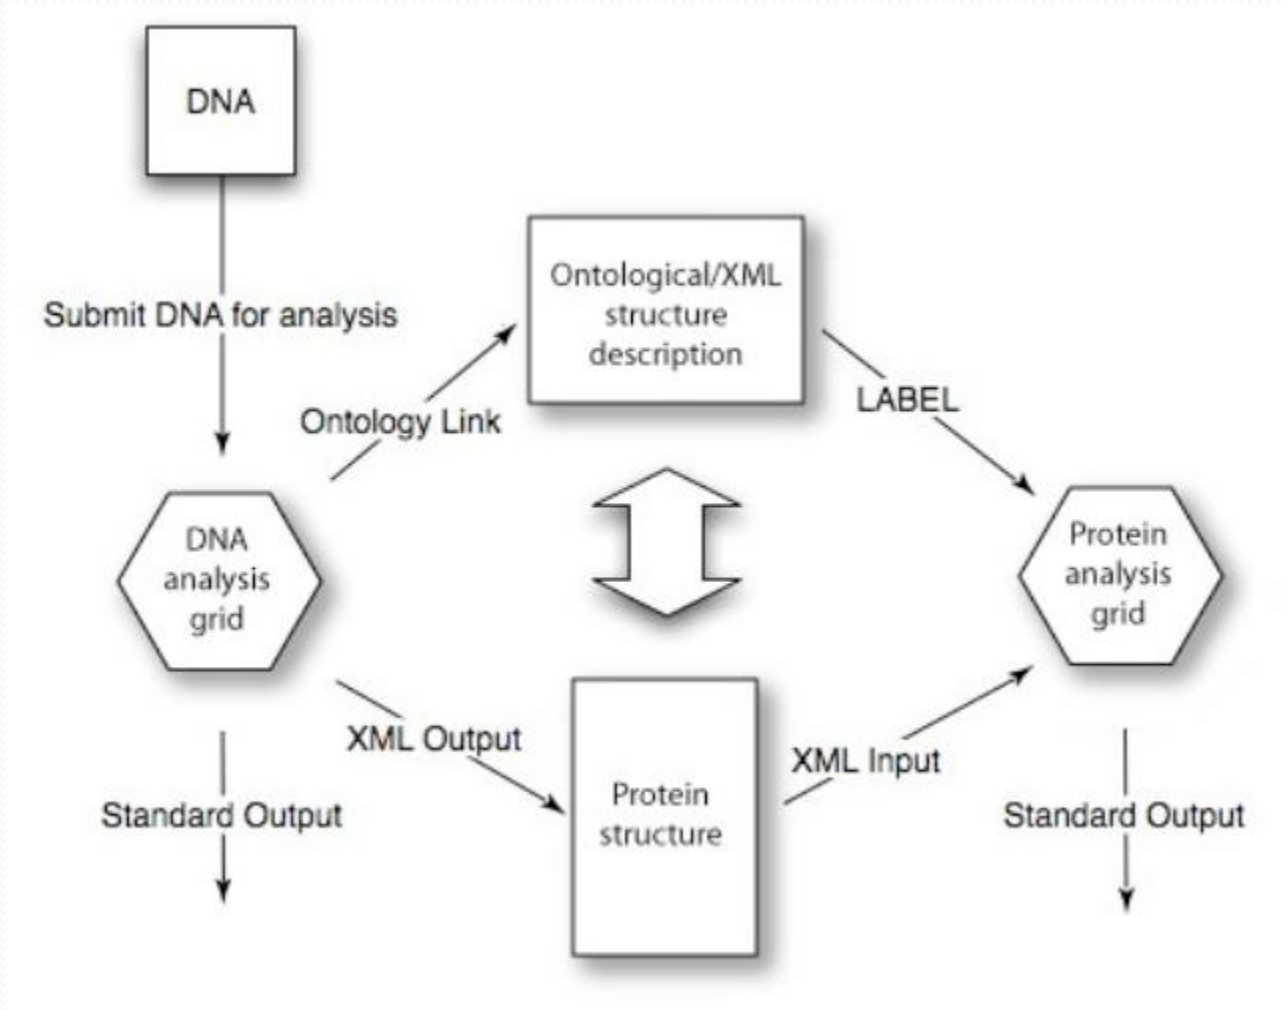 DNA
Submit DNA for analysis
Ontological/XML
structure
description
Ontology Link
LABEL
DNA
analysis
grid
Protein
analysis
grid
XML Output
XML Input
Protein
structure
Standard Output
Standard Output